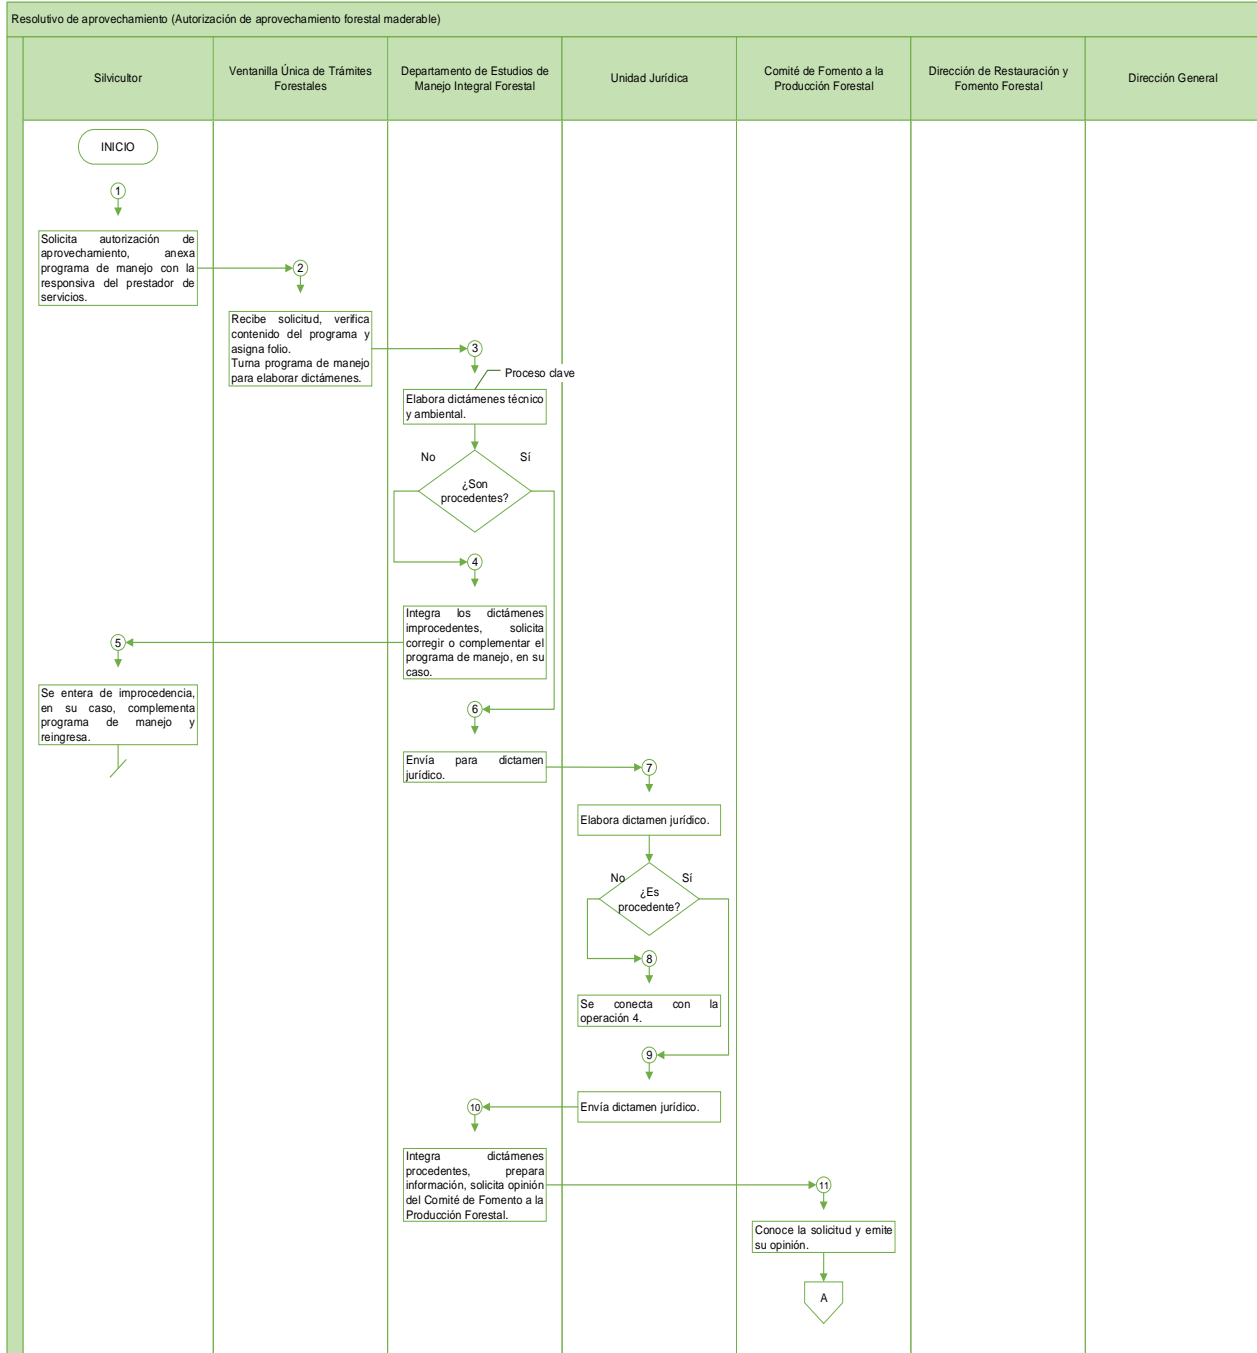 Resolutivo de aprovechamiento (Autorización de aprovechamiento forestal maderable)
Silvicultor
Ventanilla Única de Trámites
Forestales
Departamento de Estudios de
Manejo Integral Forestal
Unidad Jurídica
Comité de Fomento a la
Producción Forestal
Dirección de Restauración y
Fomento Forestal
Dirección General
INICIO
1
Solicita autorización de
aprovechamiento, anexa
programa de manejo con la
responsiva del prestador de
servicios.
2
Recibe solicitud, verifica
contenido del programa y
asigna folio.
Turna programa de manejo
para elaborar dictámenes.
3
Proceso clave
Elabora dictámenes técnico
y ambiental.
No
Sí
¿Son
procedentes?
4
Integra los dictámenes
improcedentes, solicita
corregir o complementar el
programa de manejo, en su
caso.
5
Se entera de improcedencia,
en su caso, complementa
programa de manejo y
reingresa.
6
Envía para dictamen
jurídico.
7
Elabora dictamen jurídico.
No
Sí
¿Es
procedente?
8
Se conecta con la
operación 4.
9
Envía dictamen jurídico.
10
Integra dictámenes
procedentes, prepara
información, solicita opinión
del Comité de Fomento a la
Producción Forestal.
11
Conoce la solicitud y emite
su opinión.
A